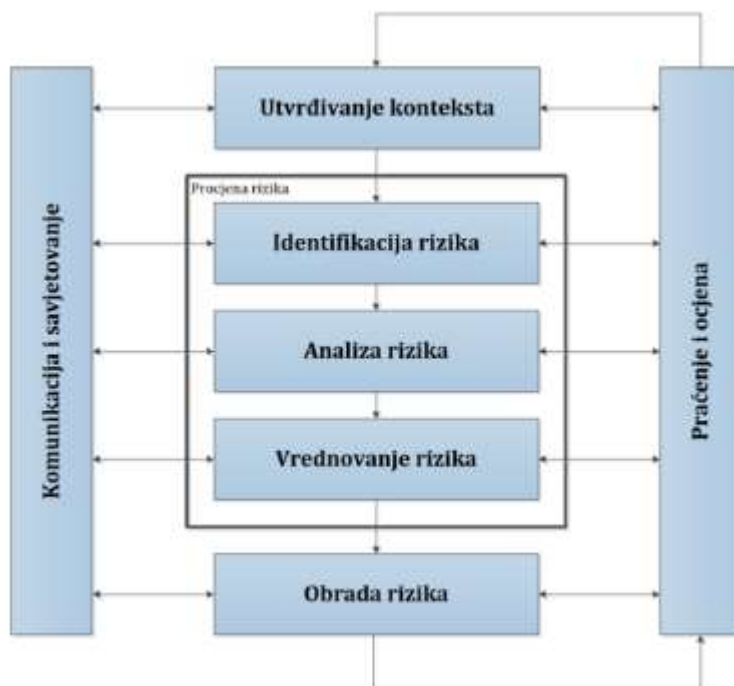 Utvrđivanje konteksta
Procjena rizika
Identifikacija rizika
Analiza rizika
Vrednovanje rizika
Obrada rizika
Komunikacija i savjetovanje
Praćenje i ocjena